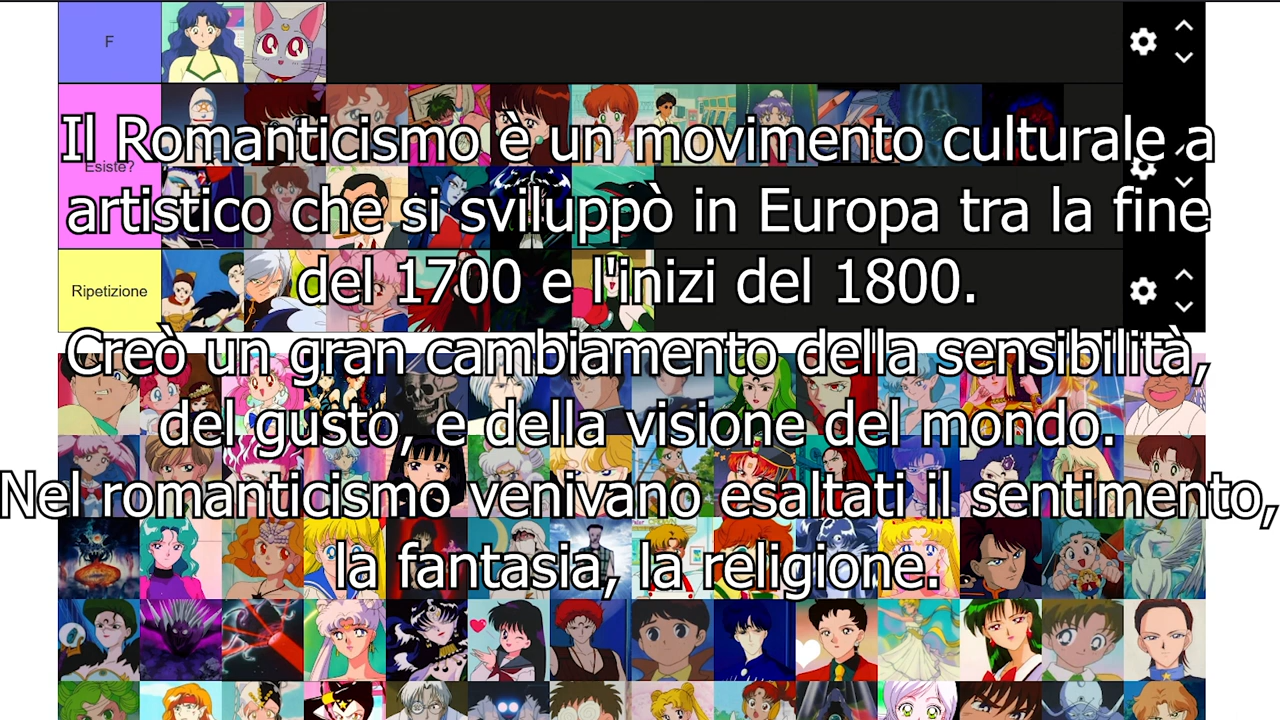 F
Esiste?
Ripetizione
Il Romanticismo è un movimento culturale a
artistico che si sviluppò in Europa tra la fine
del 1700 e l'inizi del 1800.
Creò un gran cambiamento della sensibilità,
del gusto, e della visione del mondo.
Nel romanticismo venivano esaltati il sentimento,
la fantasia, la religione.